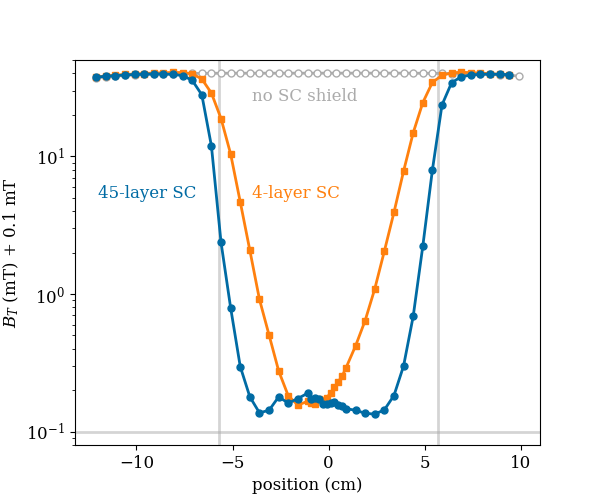 no SC shield
45-layer SC
4-layer SC
B_T (mT) + 0.1 mT
10¹
10⁰
10⁻¹
−10
−5
0
5
10
position (cm)